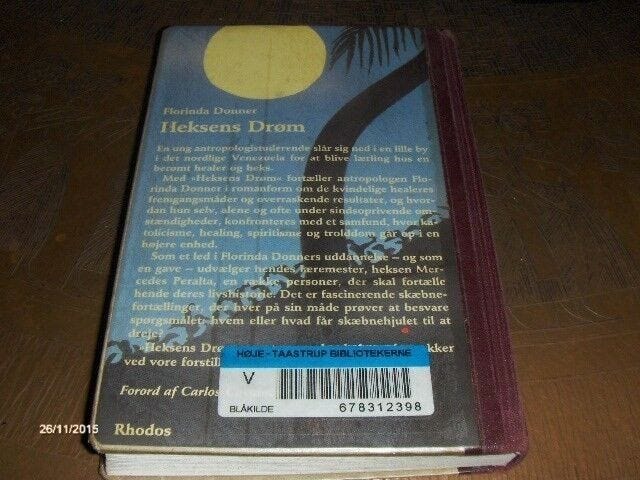 Florinda Donner
Heksens Drøm
En ung antropologistuderende slår sig ned i en lille by
i det nordlige Venezuela for at blive lærling hos en
berømt healer og heks.
Med »Heksens Drøm« fortæller antropologen Flo-
rinda Donner i romanform om de kvindelige healeres
fremgangsmåder og overraskende resultater, og hvor-
dan hun selv, alene og ofte under sindsoprivende om-
stændigheder, konfronteres med et samfund, hvor ka-
tolicisme, healing, spiritisme og trolddom går op i en
højere enhed.
Som et led i Florinda Donners uddannelse – og som
en gave – udvælger hendes læremester, heksen Mer-
cedes Peralta, en række personer, der skal fortælle
hende deres livshistorie. Det er fascinerende skæbne-
fortællinger, der hver på sin måde prøver at besvare
spørgsmålet: hvem eller hvad får skæbnehjulet til at
dreje?
»Heksens
ved vore
Forord af Carlos
HØJE-TAASTRUP BIBLIOTEKERNE
V
BLÅKILDE
678312398
Rhodos
26/11/2015